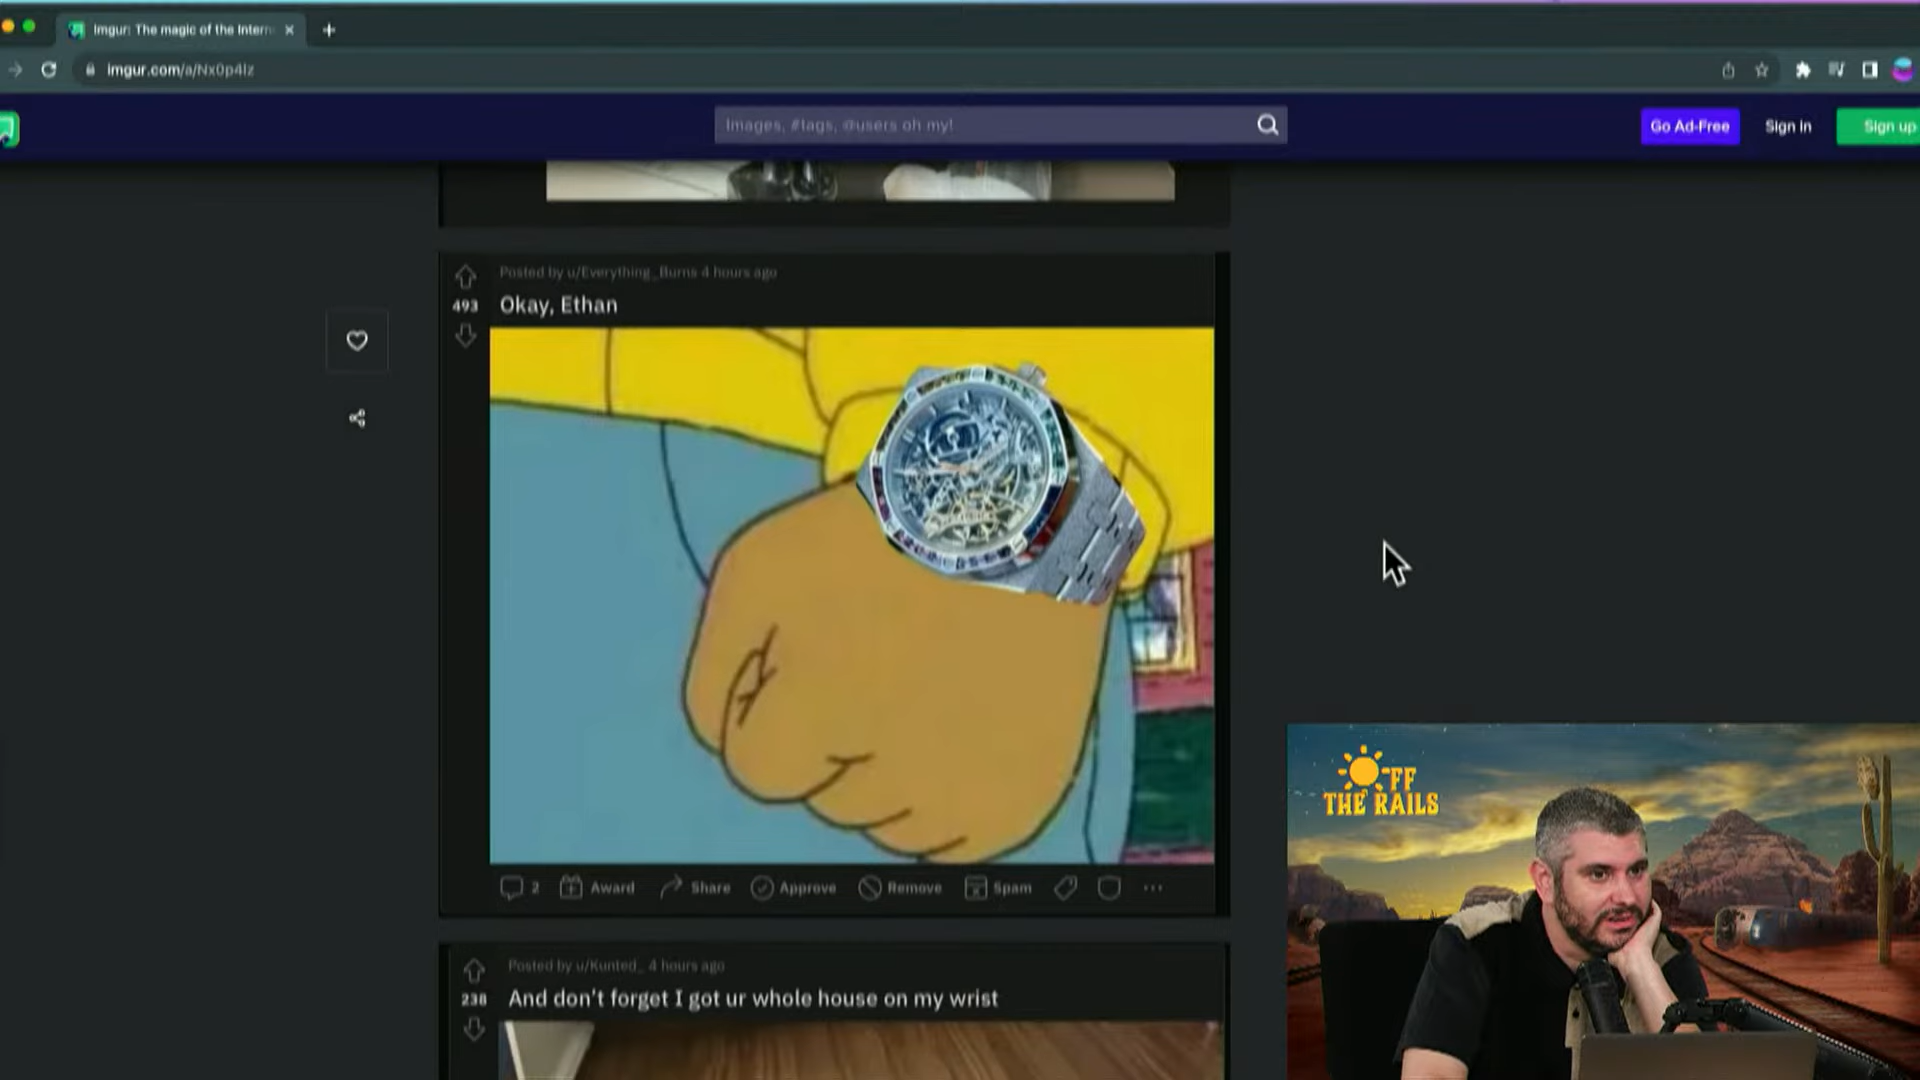 Imgur: The magic of the Intern
imgur.com/a/Nx0p4lz
Images, #tags, @users oh my!
Go Ad-Free
Sign in
Sign up
Posted by u/Everything_Burns 4 hours ago
493
Okay, Ethan
2
Award
Share
Approve
Remove
Spam
OFF
THE RAILS
Posted by u/Kunted_ 4 hours ago
238
And don't forget I got ur whole house on my wrist